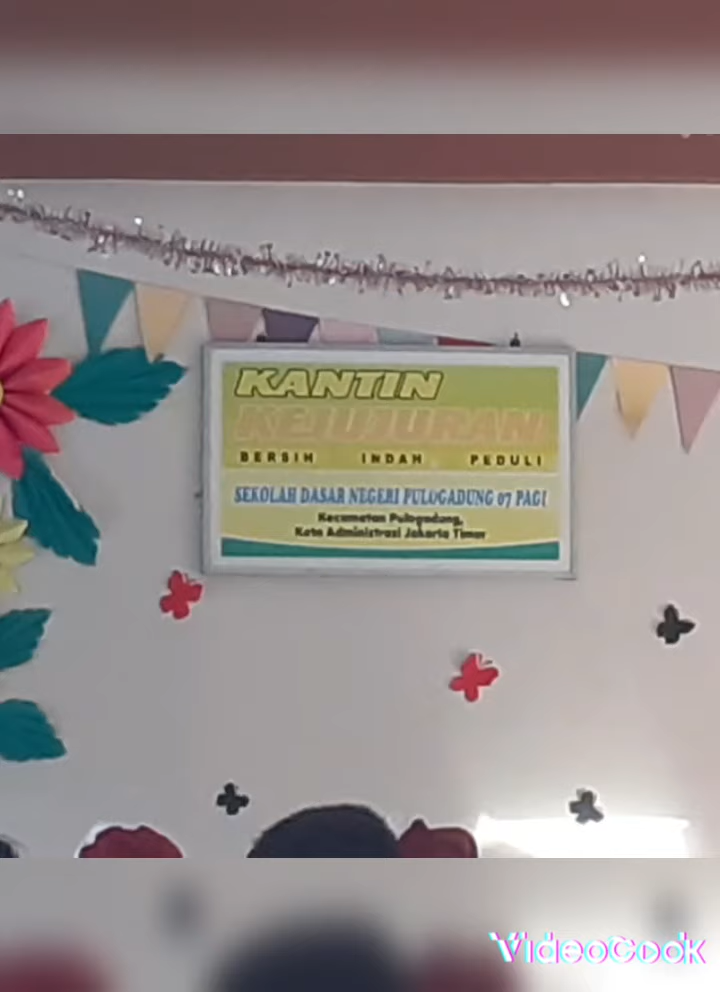 KANTIN
KEJUJURAN
BERSIH INDAH PEDULI
SEKOLAH DASAR NEGERI PULOGADUNG 07 PAGI
Kecamatan Pulogadung,
Kota Administrasi Jakarta Timur
VideoCook